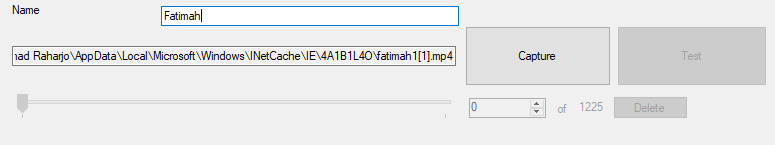 Name
Fatimah
nad Raharjo\AppData\Local\Microsoft\Windows\INetCache\IE\4A1B1L4O\fatimah1[1].mp4
Capture
Test
0
of
1225
Delete